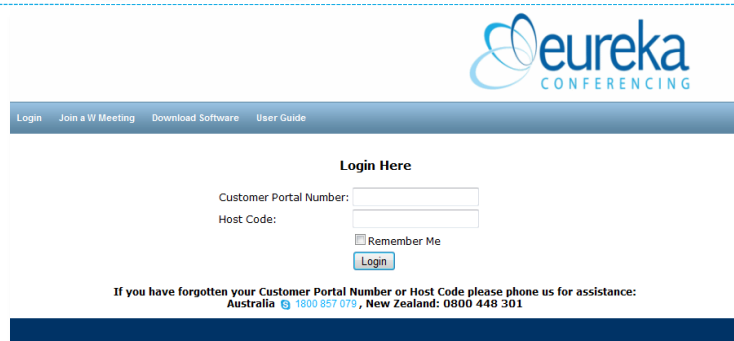 eureka
CONFERENCING
Login Join a W Meeting Download Software User Guide
Login Here
Customer Portal Number:
Host Code:
Remember Me
Login
If you have forgotten your Customer Portal Number or Host Code please phone us for assistance:
Australia 1800 857 079 , New Zealand: 0800 448 301